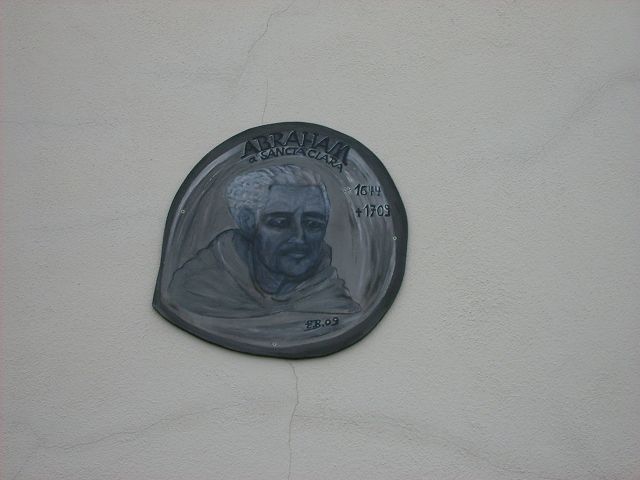 ABRAHAM
a SANCTA CLARA
1644
+1709
E.B.09